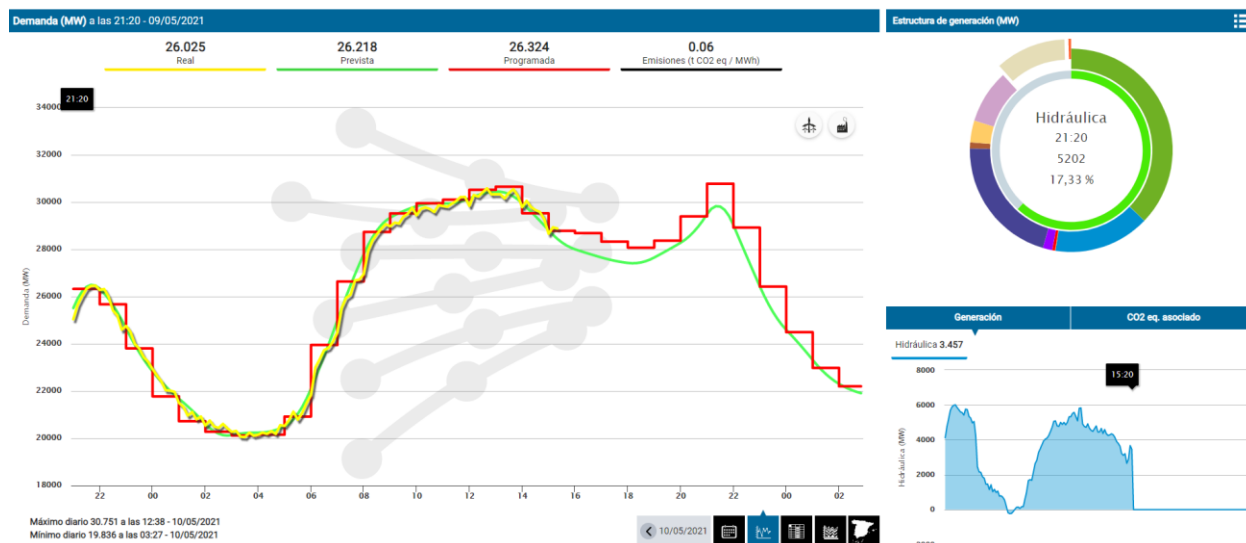 Demanda (MW) a las 21:20 - 09/05/2021
26.025
Real
26.218
Prevista
26.324
Programada
0.06
Emisiones (t CO2 eq / MWh)
21:20
34000
32000
30000
28000
26000
24000
22000
20000
18000
Demanda (MW)
22 00 02 04 06 08 10 12 14 16 18 20 22 00 02
Máximo diario 30.751 a las 12:38 - 10/05/2021
Mínimo diario 19.836 a las 03:27 - 10/05/2021
10/05/2021
Estructura de generación (MW)
Hidráulica
21:20
5202
17,33 %
Generación
CO2 eq. asociado
Hidráulica 3.457
15:20
8000
6000
4000
2000
0
Hidráulica (MW)